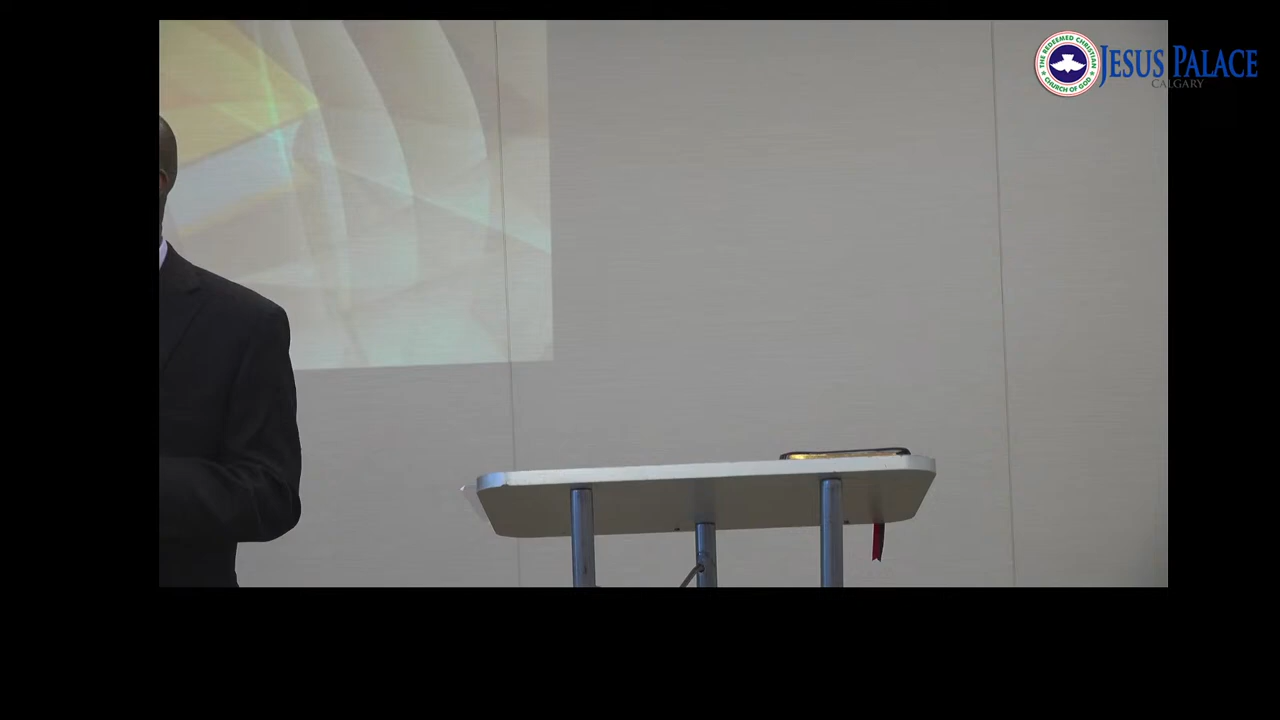 THE REDEEMED CHRISTIAN
CHURCH OF GOD
JESUS PALACE
CALGARY